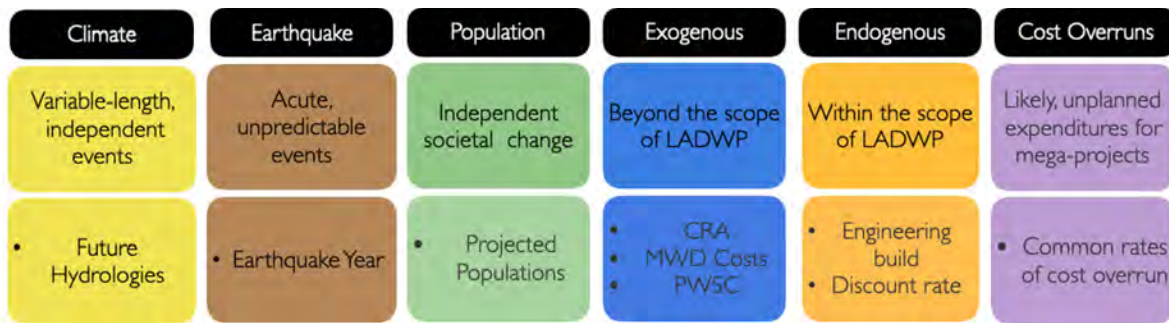 Climate
Earthquake
Population
Exogenous
Endogenous
Cost Overruns
Variable-length,
independent
events
Acute,
unpredictable
events
Independent
societal change
Beyond the scope
of LADWP
Within the scope
of LADWP
Likely, unplanned
expenditures for
mega-projects
• Future
Hydrologies
• Earthquake Year
• Projected
Populations
• CRA
• MWD Costs
• PWSC
• Engineering
build
• Discount rate
• Common rates
of cost overrun